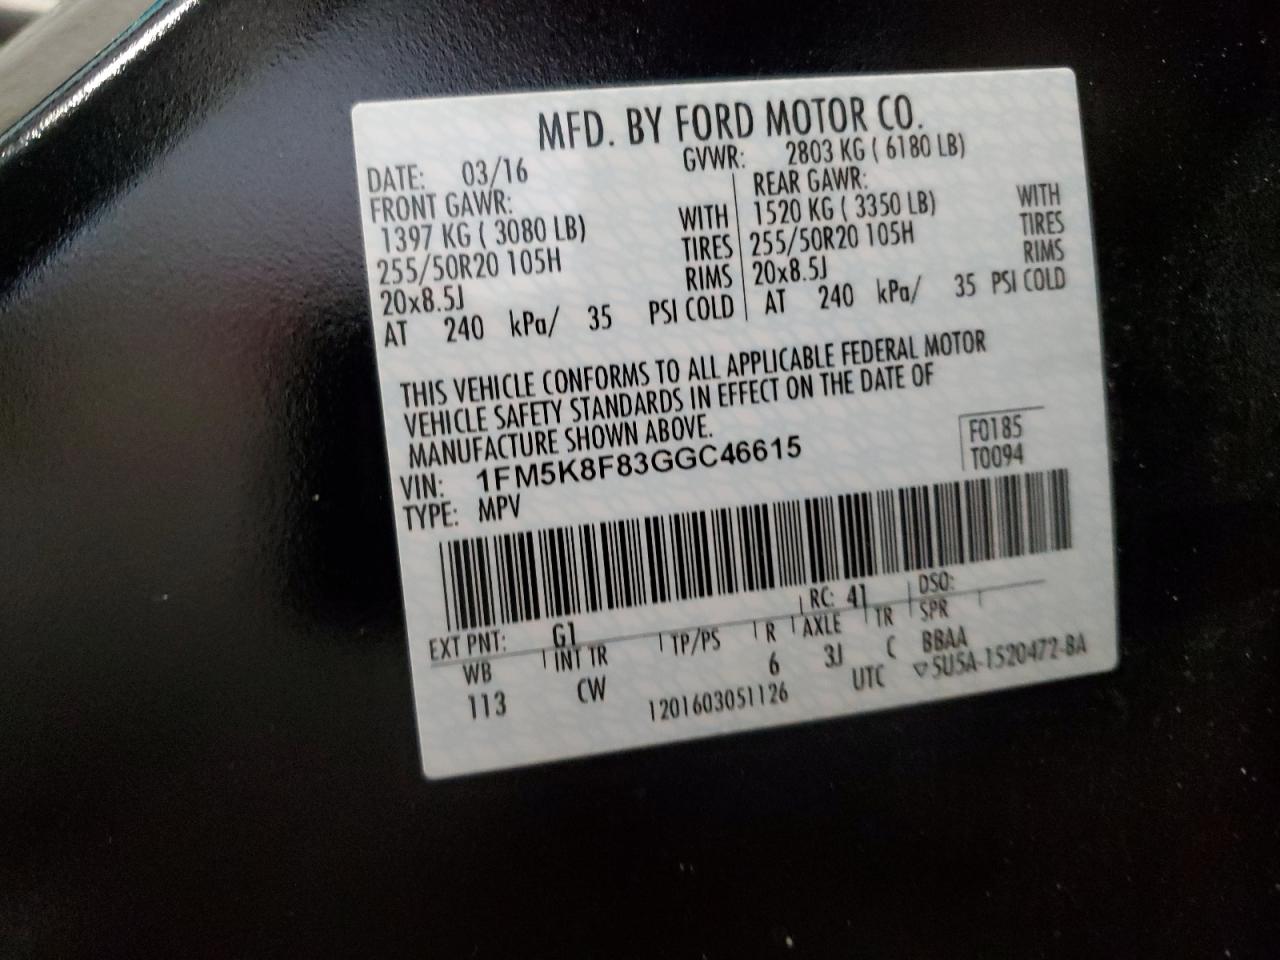 MFD. BY FORD MOTOR CO.
DATE: 03/16 GVWR: 2803 KG ( 6180 LB)
FRONT GAWR: REAR GAWR:
1397 KG ( 3080 LB) WITH 1520 KG ( 3350 LB) WITH
255/50R20 105H TIRES 255/50R20 105H TIRES
20x8.5J RIMS 20x8.5J RIMS
AT 240 kPa/ 35 PSI COLD AT 240 kPa/ 35 PSI COLD
THIS VEHICLE CONFORMS TO ALL APPLICABLE FEDERAL MOTOR
VEHICLE SAFETY STANDARDS IN EFFECT ON THE DATE OF
MANUFACTURE SHOWN ABOVE.
VIN: 1FM5K8F83GGC46615 F0185
TYPE: MPV T0094
EXT PNT: G1 RC: 41 DSO:
WB INT TR TP/PS R AXLE TR SPR
113 CW 6 3J C BBAA
1201603051126 UTC ▽5U5A-1520472-BA